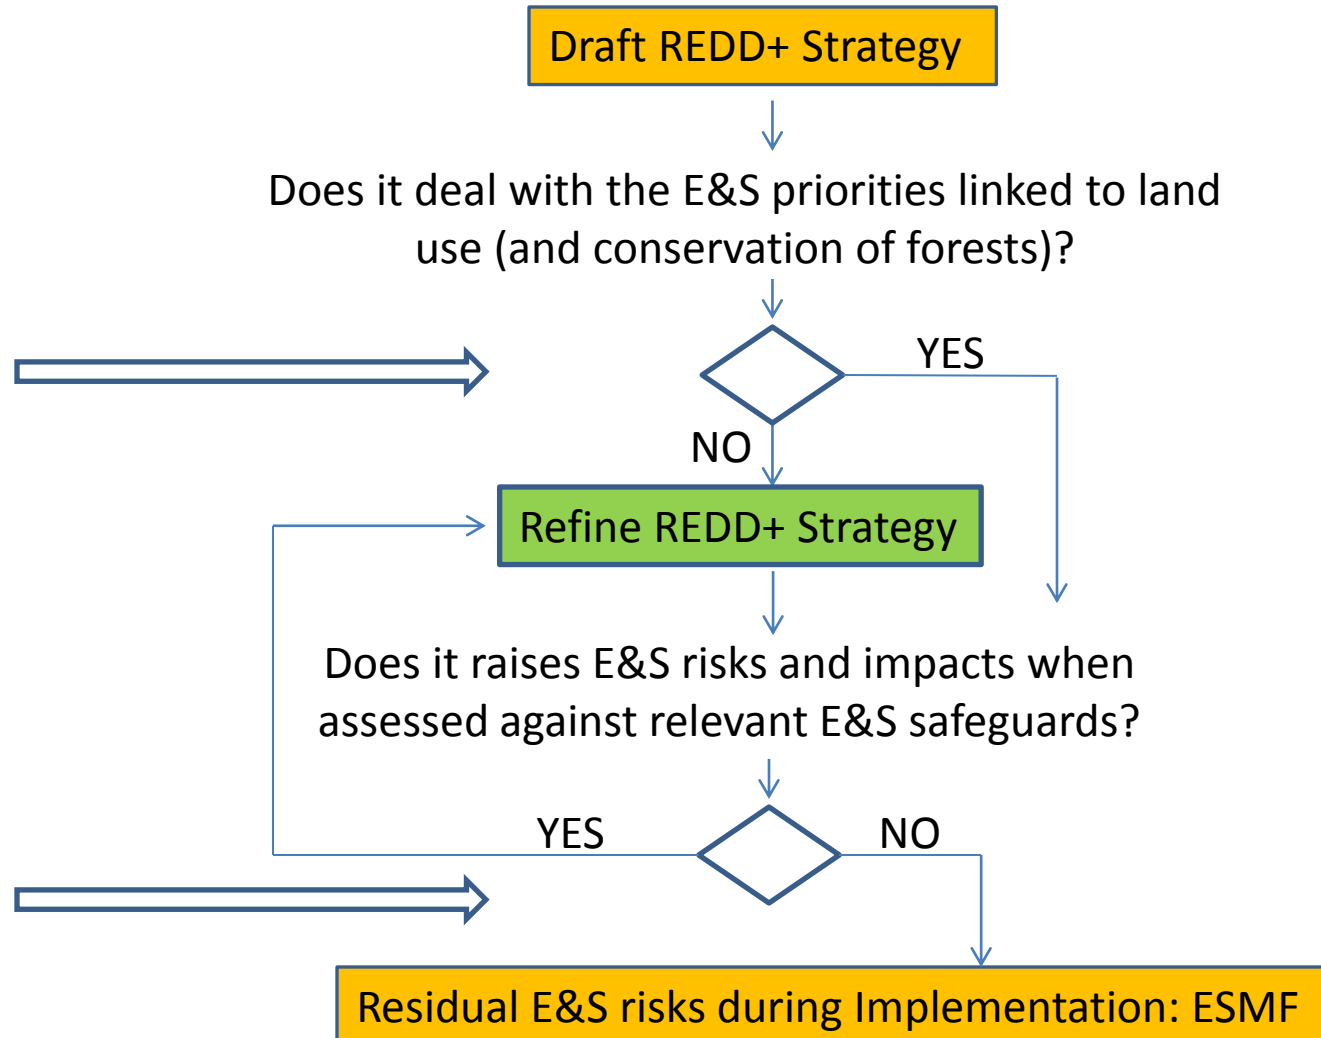 Draft REDD+ Strategy
Does it deal with the E&S priorities linked to land
use (and conservation of forests)?
YES
NO
Refine REDD+ Strategy
Does it raises E&S risks and impacts when
assessed against relevant E&S safeguards?
YES
NO
Residual E&S risks during Implementation: ESMF